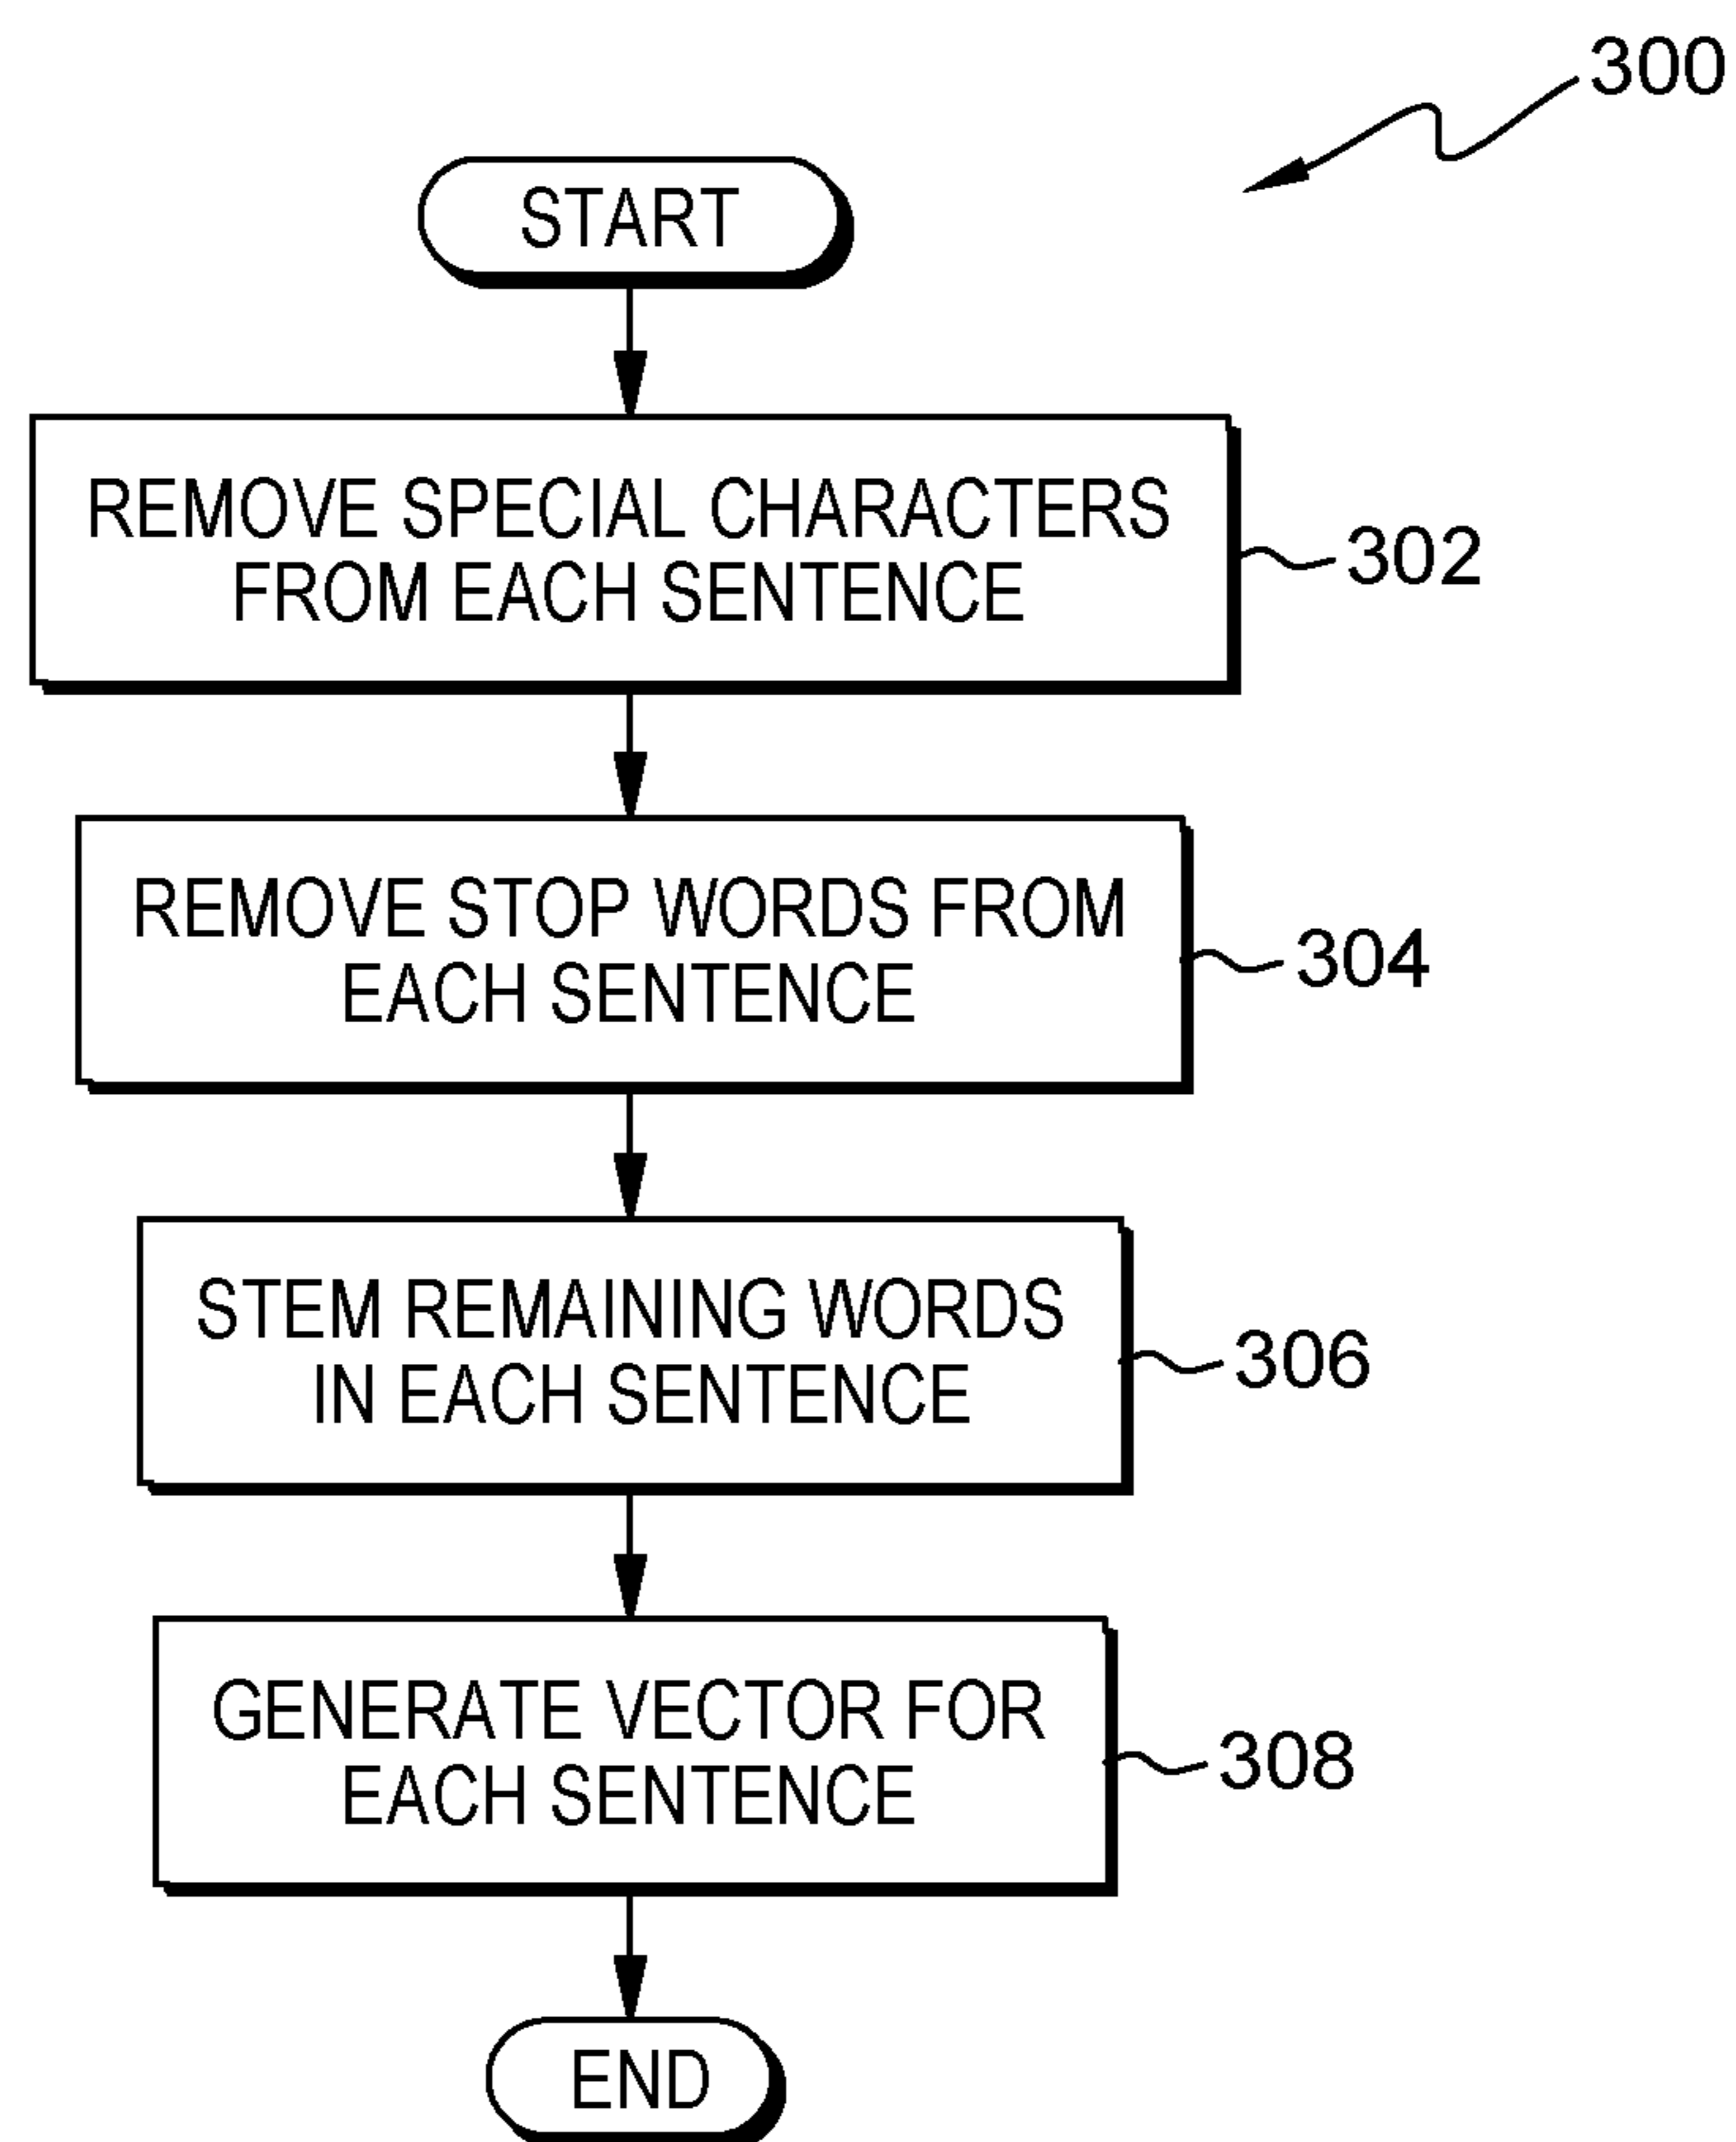 300
START
REMOVE SPECIAL CHARACTERS
FROM EACH SENTENCE
302
REMOVE STOP WORDS FROM
EACH SENTENCE
304
STEM REMAINING WORDS
IN EACH SENTENCE
306
GENERATE VECTOR FOR
EACH SENTENCE
308
END